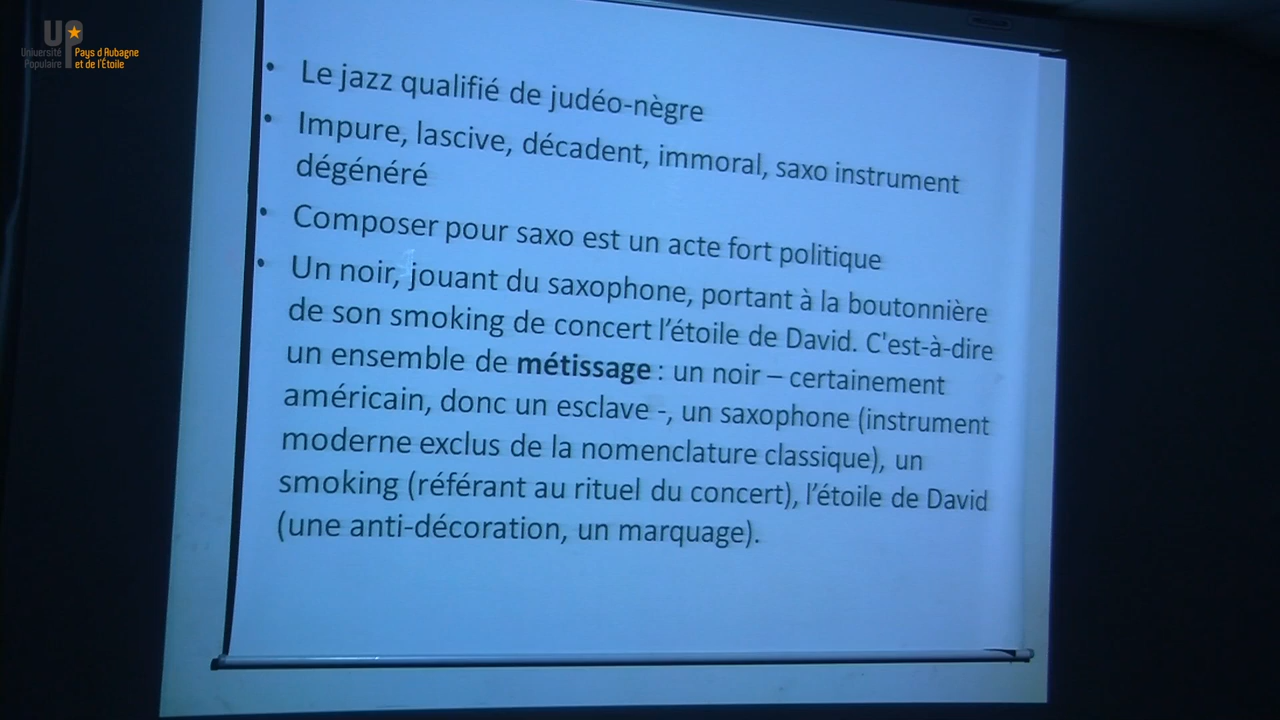 UP
Université
Populaire
Pays d'Aubagne
et de l'Étoile
• Le jazz qualifié de judéo-nègre
• Impure, lascive, décadent, immoral, saxo instrument
dégénéré
• Composer pour saxo est un acte fort politique
• Un noir, jouant du saxophone, portant à la boutonnière
de son smoking de concert l’étoile de David. C'est-à-dire
un ensemble de métissage : un noir – certainement
américain, donc un esclave -, un saxophone (instrument
moderne exclus de la nomenclature classique), un
smoking (référant au rituel du concert), l’étoile de David
(une anti-décoration, un marquage).